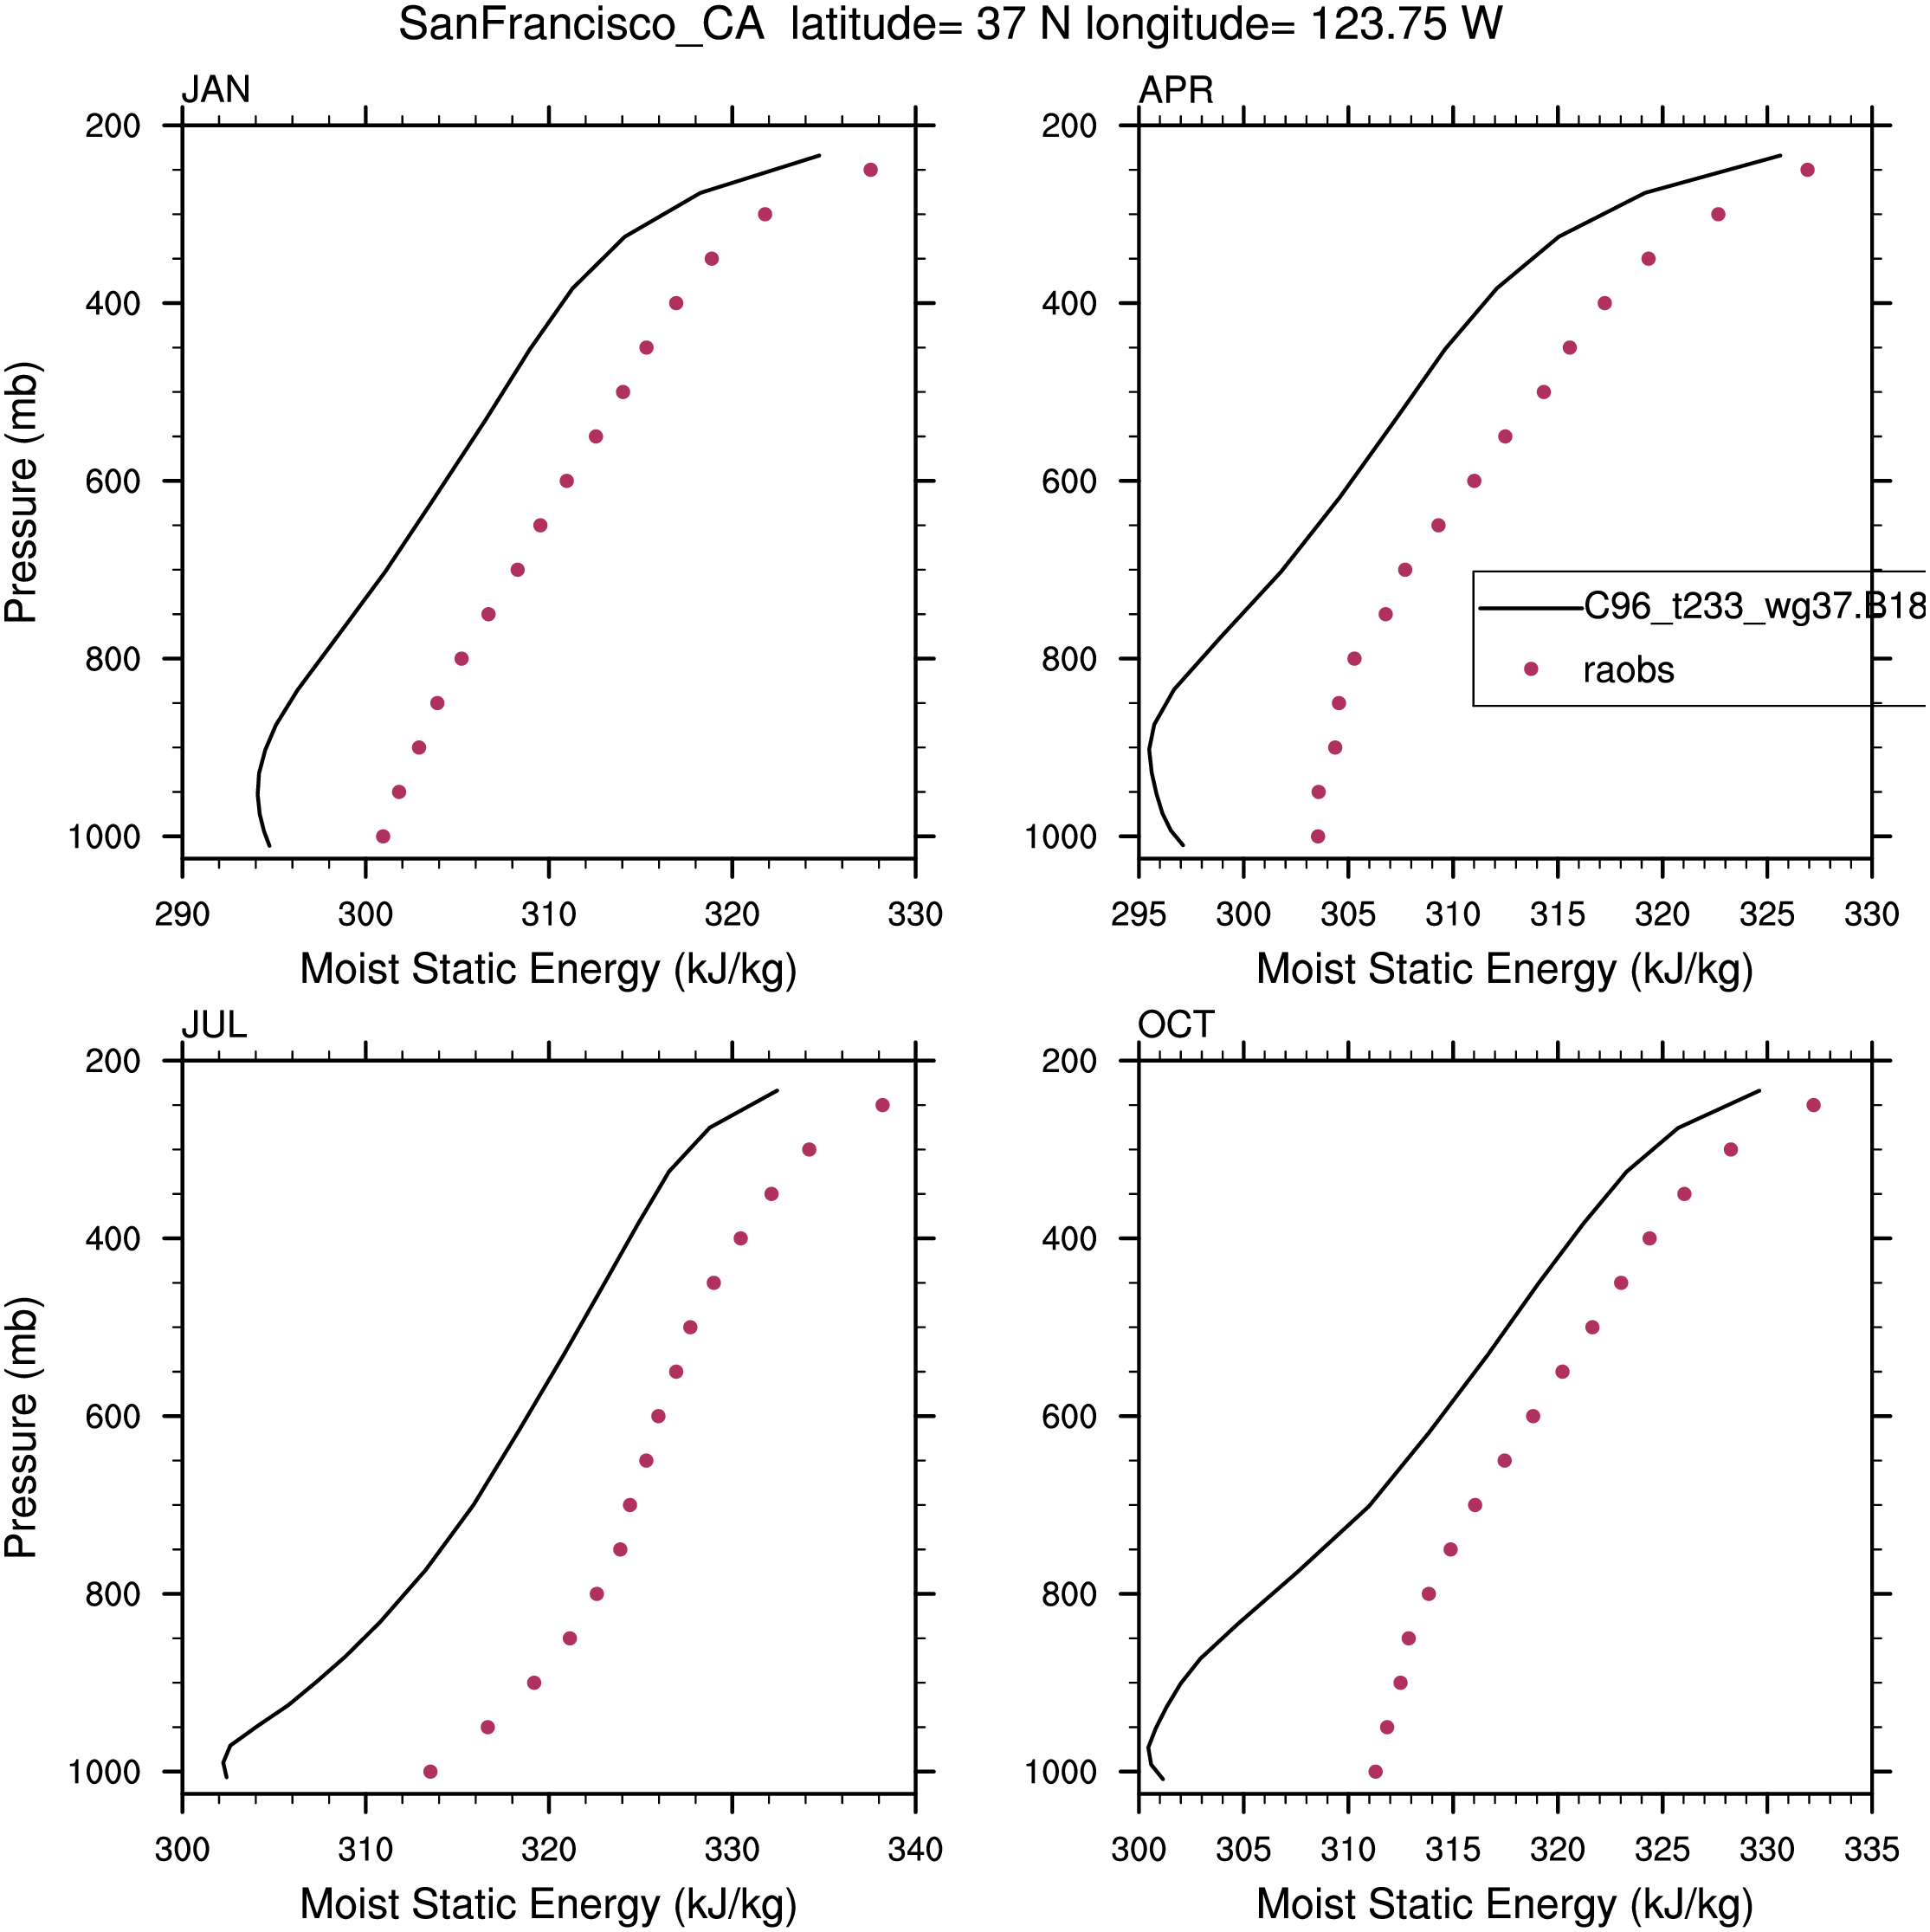 SanFrancisco_CA latitude= 37 N longitude= 123.75 W
JAN
200
400
600
800
1000
Pressure (mb)
290 300 310 320 330
Moist Static Energy (kJ/kg)
APR
200
400
600
800
1000
C96_t233_wg37.B18
raobs
295 300 305 310 315 320 325 330
Moist Static Energy (kJ/kg)
JUL
200
400
600
800
1000
Pressure (mb)
300 310 320 330 340
Moist Static Energy (kJ/kg)
OCT
200
400
600
800
1000
300 305 310 315 320 325 330 335
Moist Static Energy (kJ/kg)